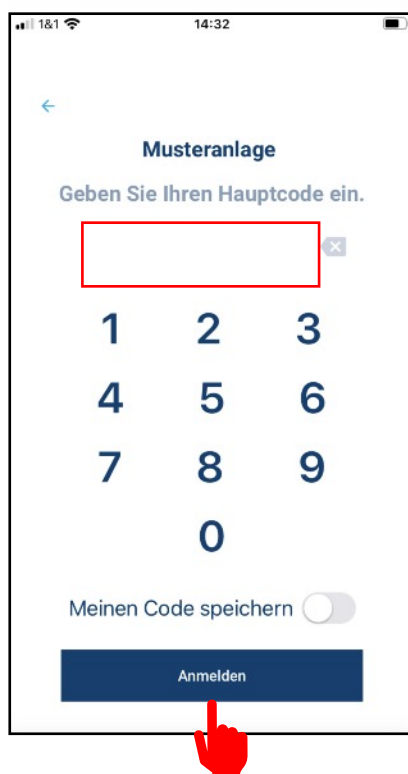 1&1 14:32
Musteranlage
Geben Sie Ihren Hauptcode ein.
1 2 3
4 5 6
7 8 9
0
Meinen Code speichern
Anmelden